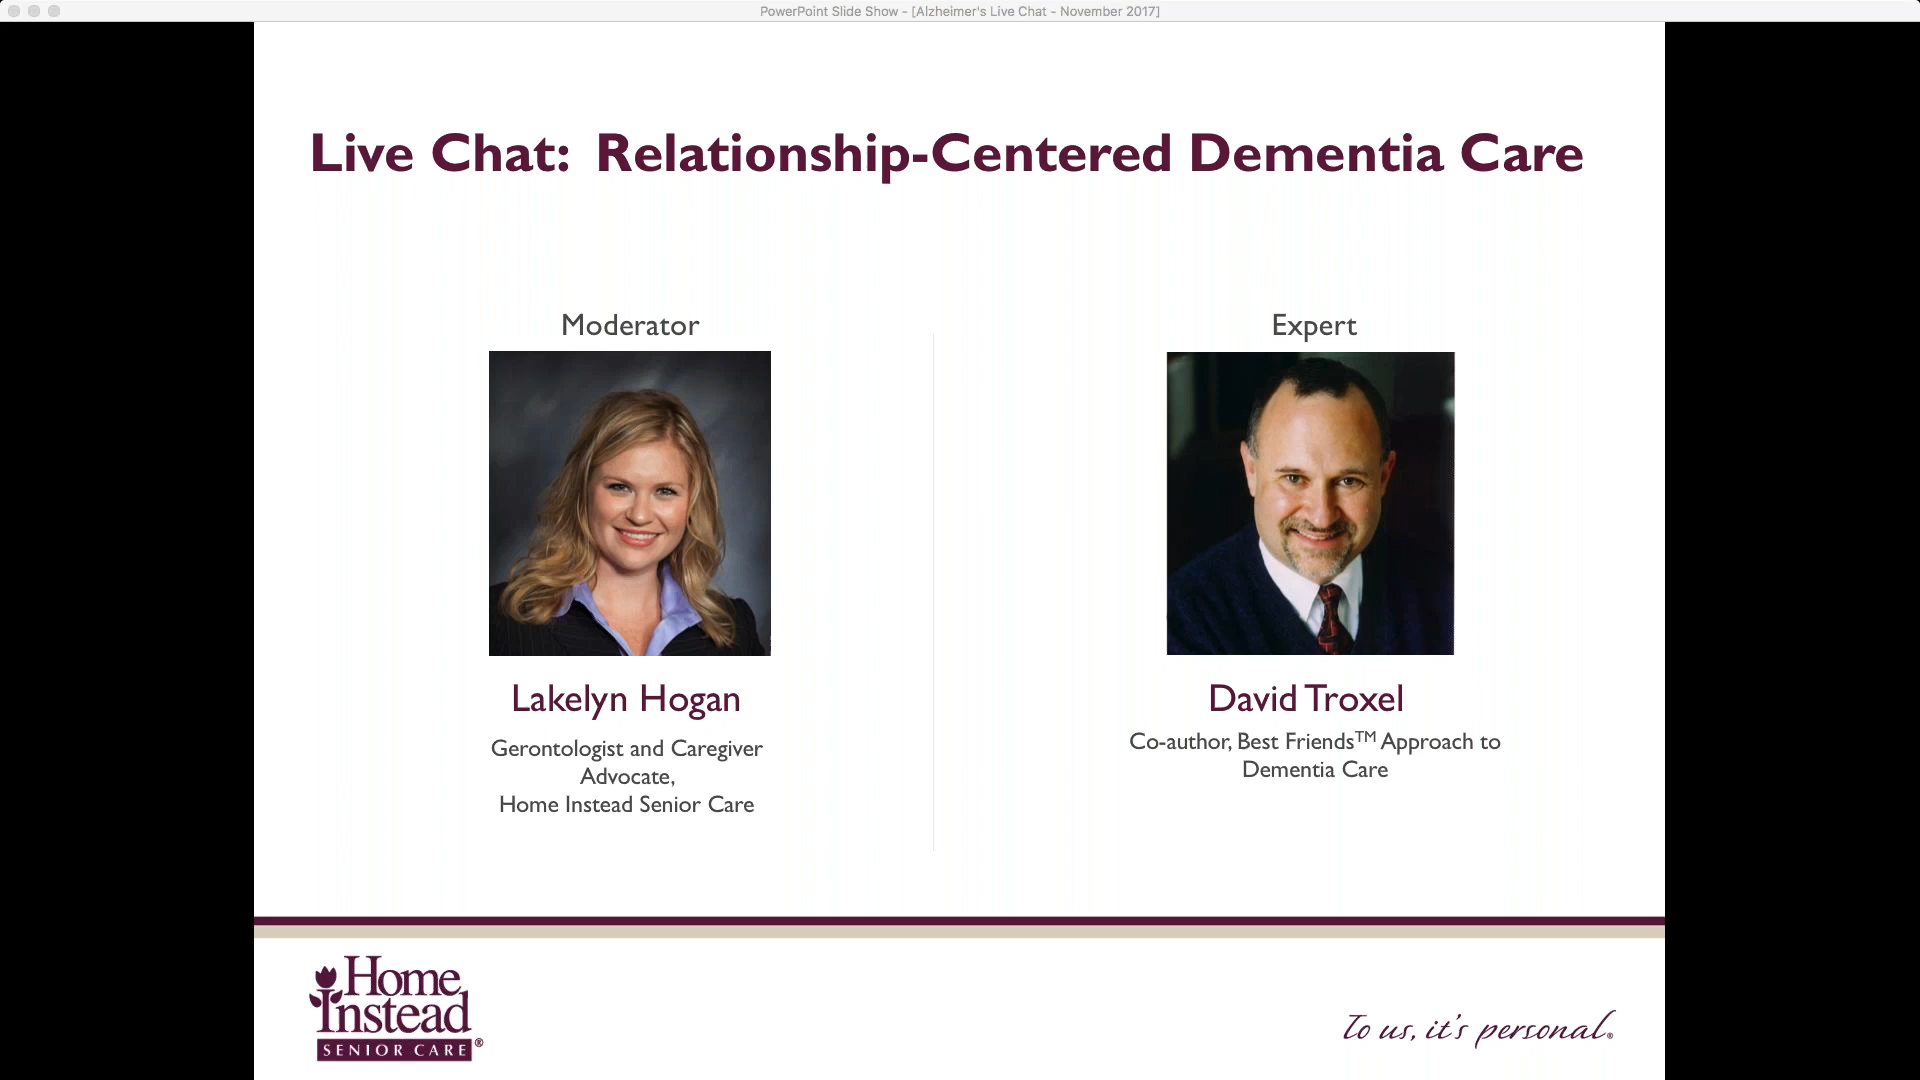 PowerPoint Slide Show - [Alzheimer's Live Chat - November 2017]
Live Chat: Relationship-Centered Dementia Care
Moderator
Lakelyn Hogan
Gerontologist and Caregiver
Advocate,
Home Instead Senior Care
Expert
David Troxel
Co-author, Best Friends™ Approach to
Dementia Care
Home
Instead
SENIOR CARE®
To us, it's personal.®